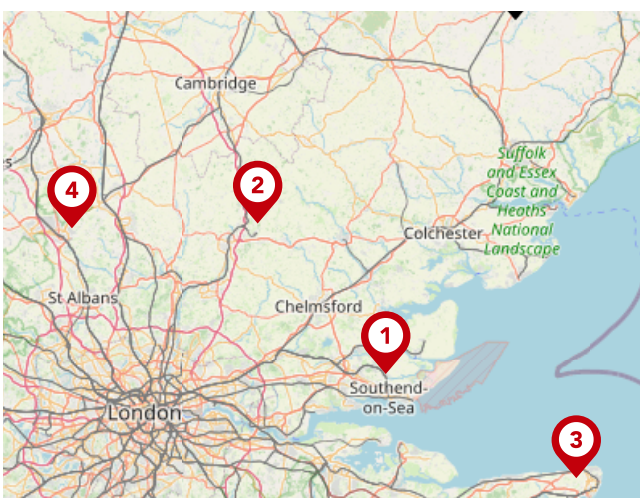 Cambridge
s
4
2
Suffolk
and Essex
Coast and
Heaths
National
Landscape
Colchester
St Albans
Chelmsford
1
Southend-
on-Sea
London
3